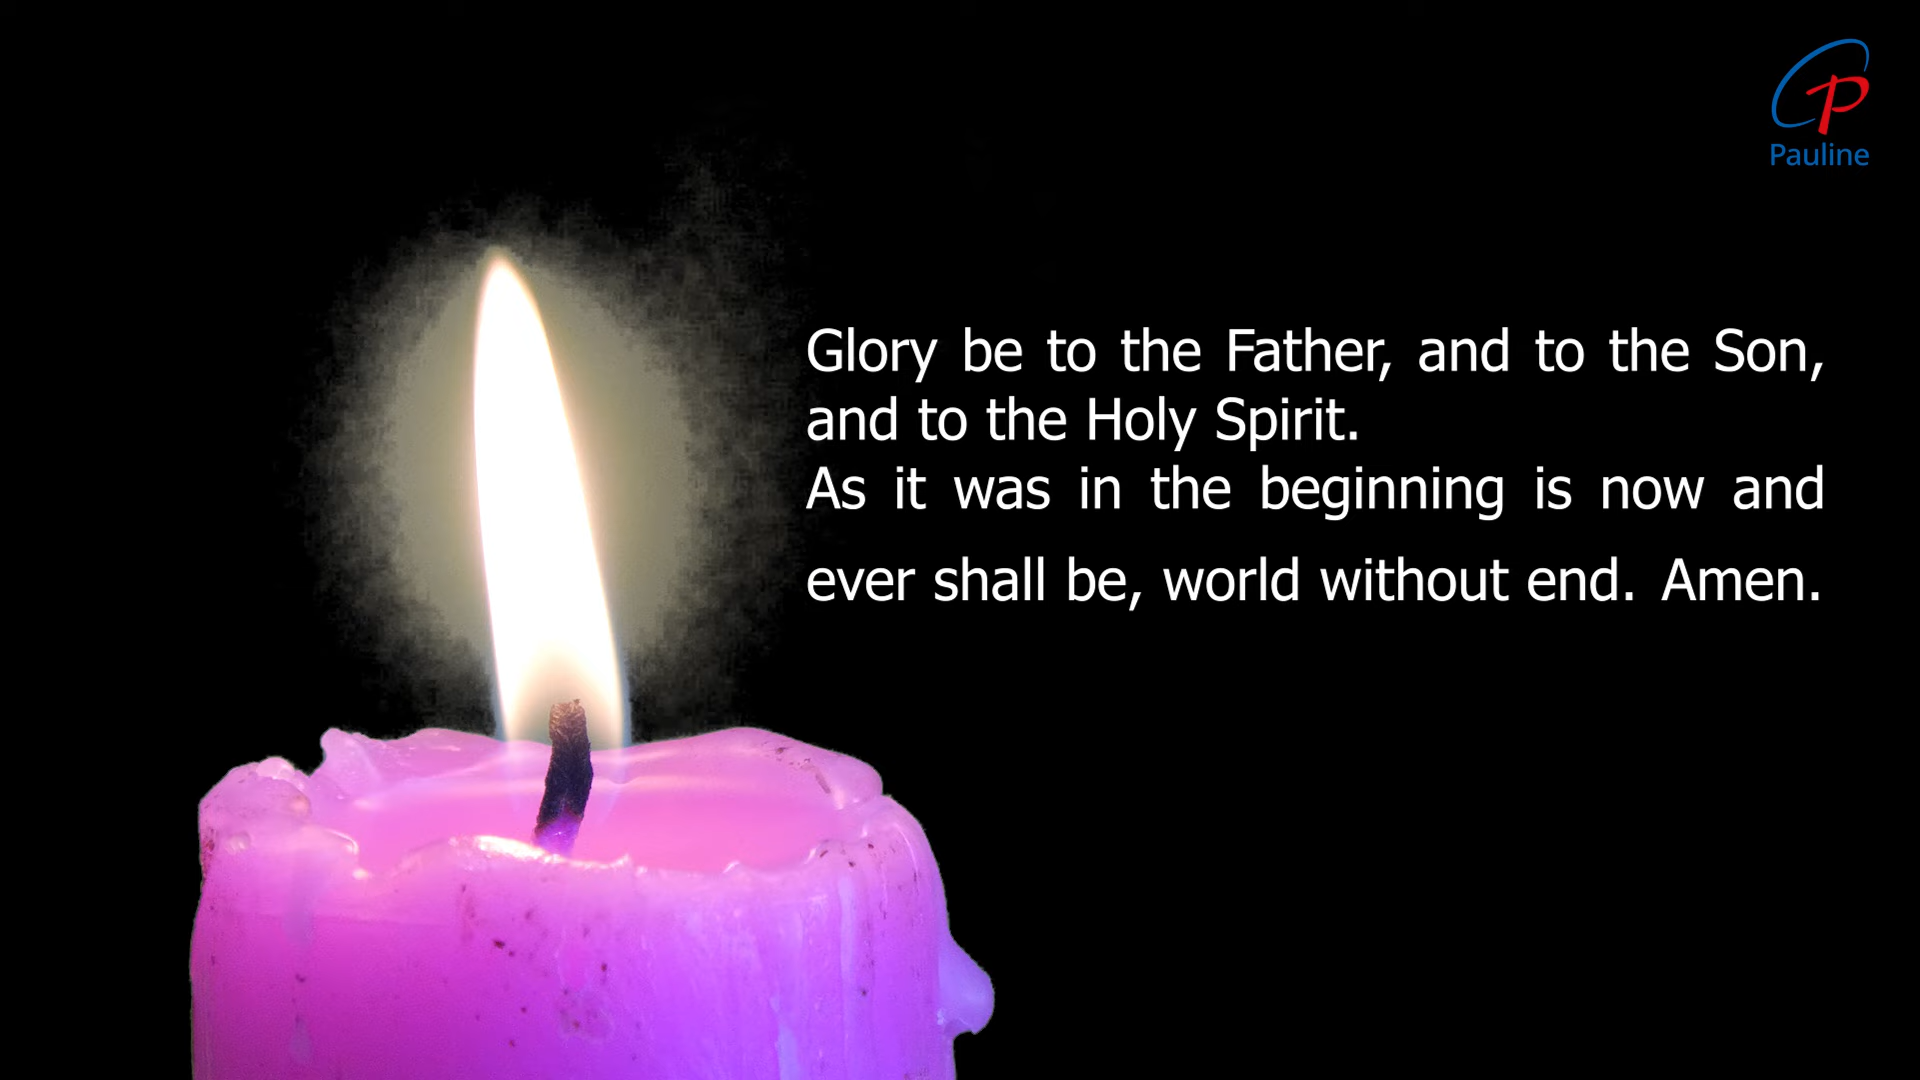 Pauline
Glory be to the Father, and to the Son,
and to the Holy Spirit.
As it was in the beginning is now and
ever shall be, world without end. Amen.